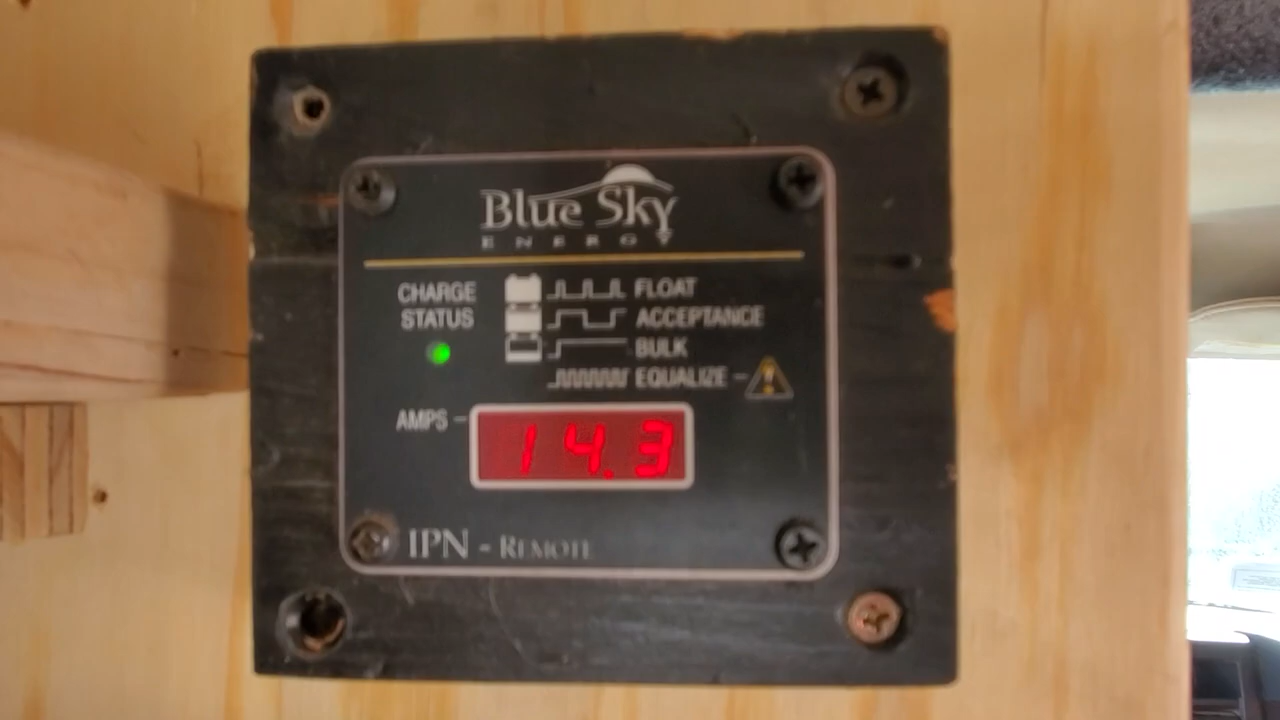 Blue Sky
ENERGY
CHARGE
STATUS
FLOAT
ACCEPTANCE
BULK
EQUALIZE
AMPS
14.3
IPN - REMOTE